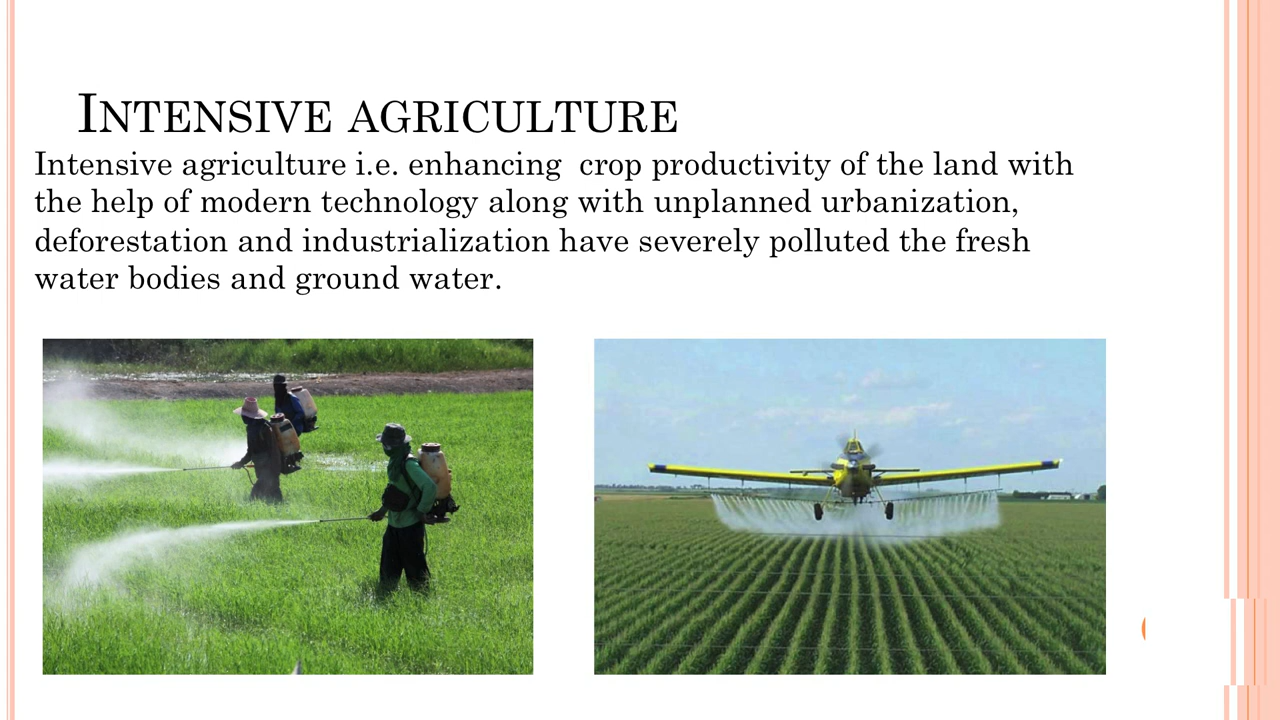 INTENSIVE AGRICULTURE
Intensive agriculture i.e. enhancing  crop productivity of the land with
the help of modern technology along with unplanned urbanization,
deforestation and industrialization have severely polluted the fresh
water bodies and ground water.